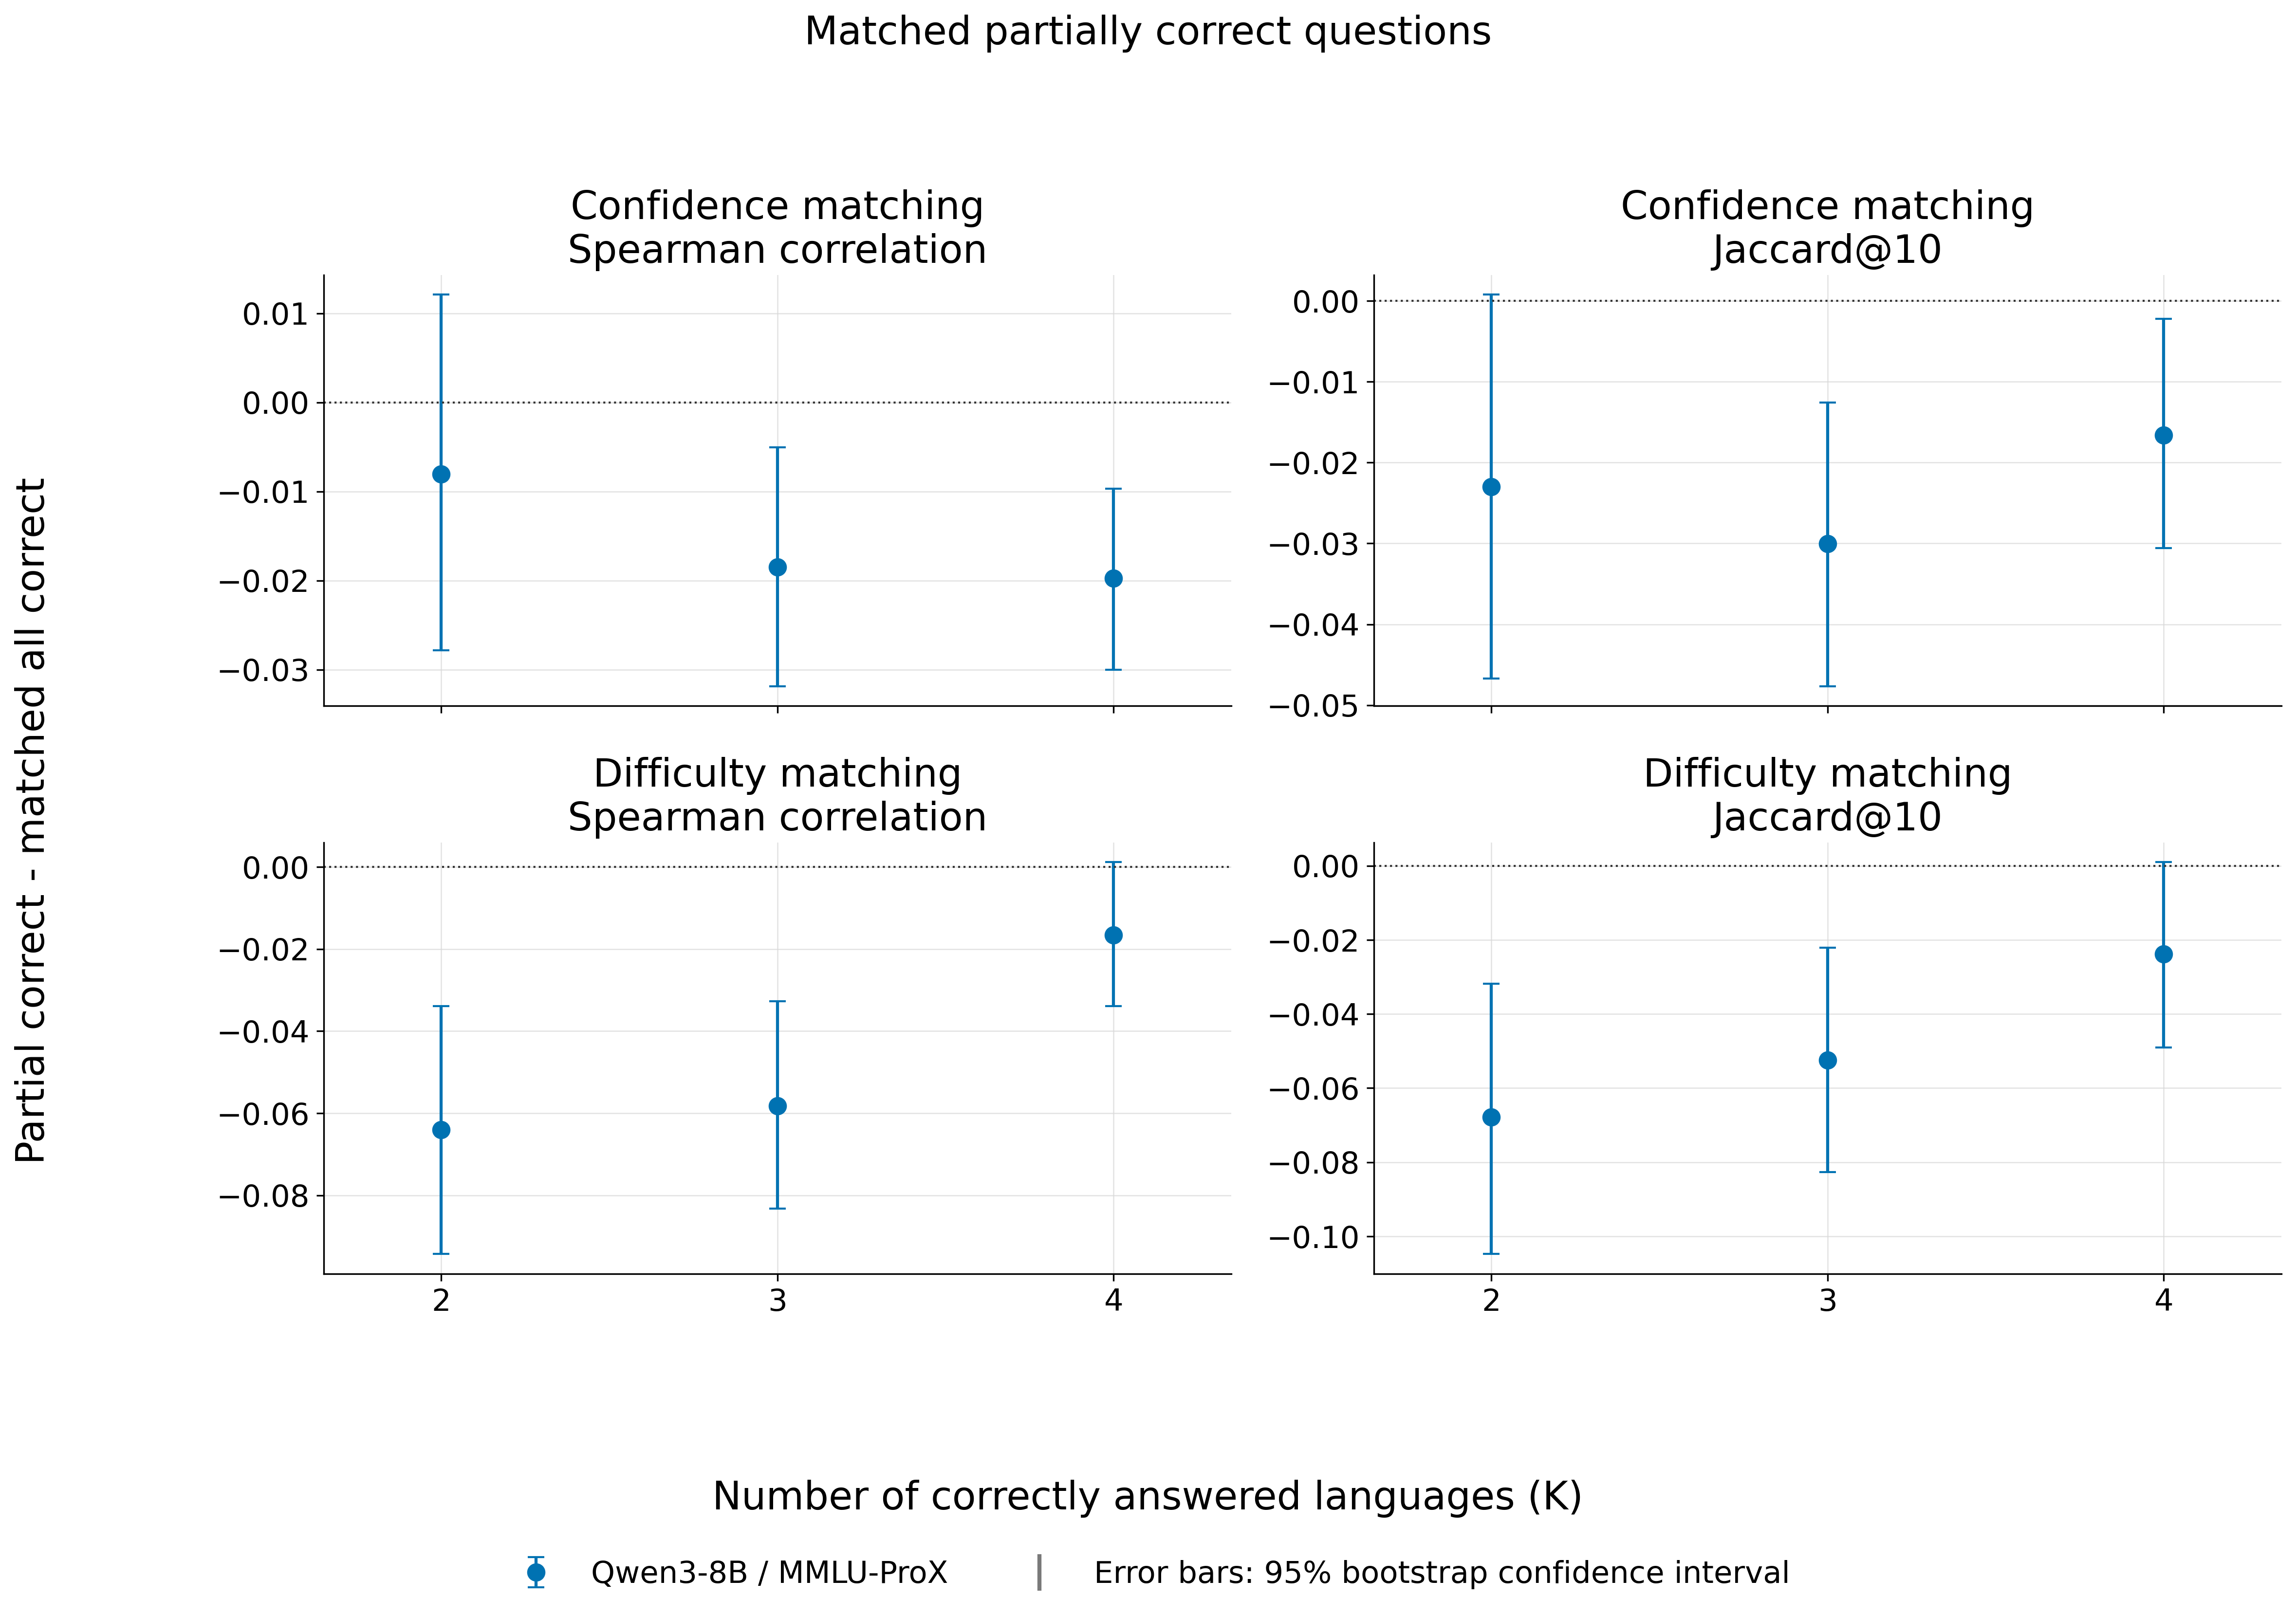 Matched partially correct questions
Partial correct - matched all correct
Confidence matching
Spearman correlation
0.01
0.00
−0.01
−0.02
−0.03
Confidence matching
Jaccard@10
0.00
−0.01
−0.02
−0.03
−0.04
−0.05
Difficulty matching
Spearman correlation
0.00
−0.02
−0.04
−0.06
−0.08
2 3 4
Difficulty matching
Jaccard@10
0.00
−0.02
−0.04
−0.06
−0.08
−0.10
2 3 4
Number of correctly answered languages (K)
Qwen3-8B / MMLU-ProX
Error bars: 95% bootstrap confidence interval